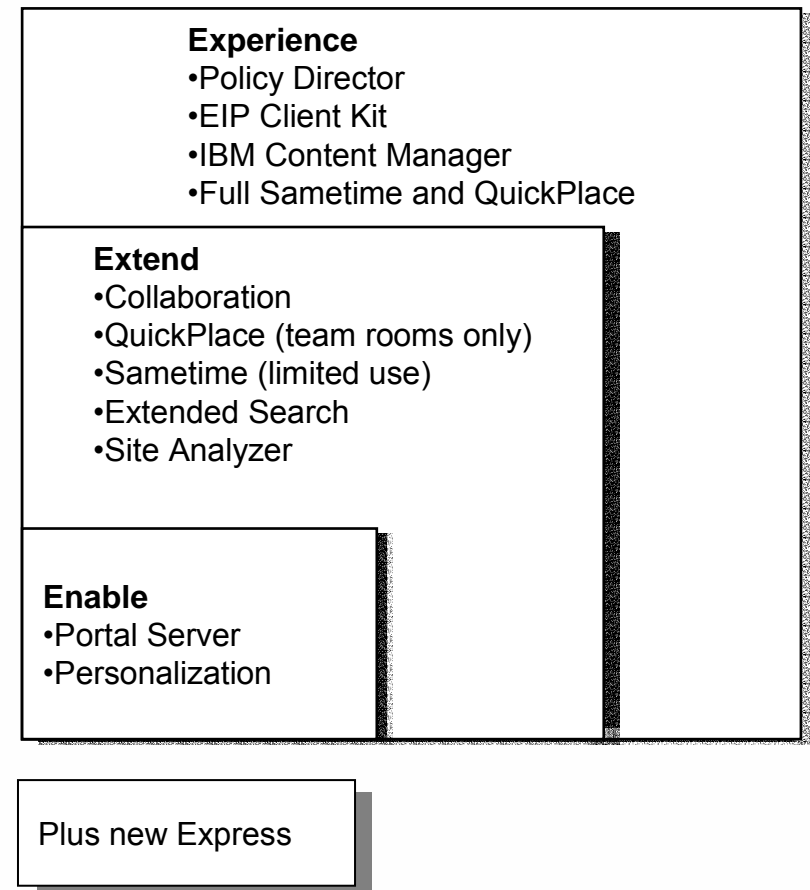 Experience
•Policy Director
•EIP Client Kit
•IBM Content Manager
•Full Sametime and QuickPlace
Extend
•Collaboration
•QuickPlace (team rooms only)
•Sametime (limited use)
•Extended Search
•Site Analyzer
Enable
•Portal Server
•Personalization
Plus new Express